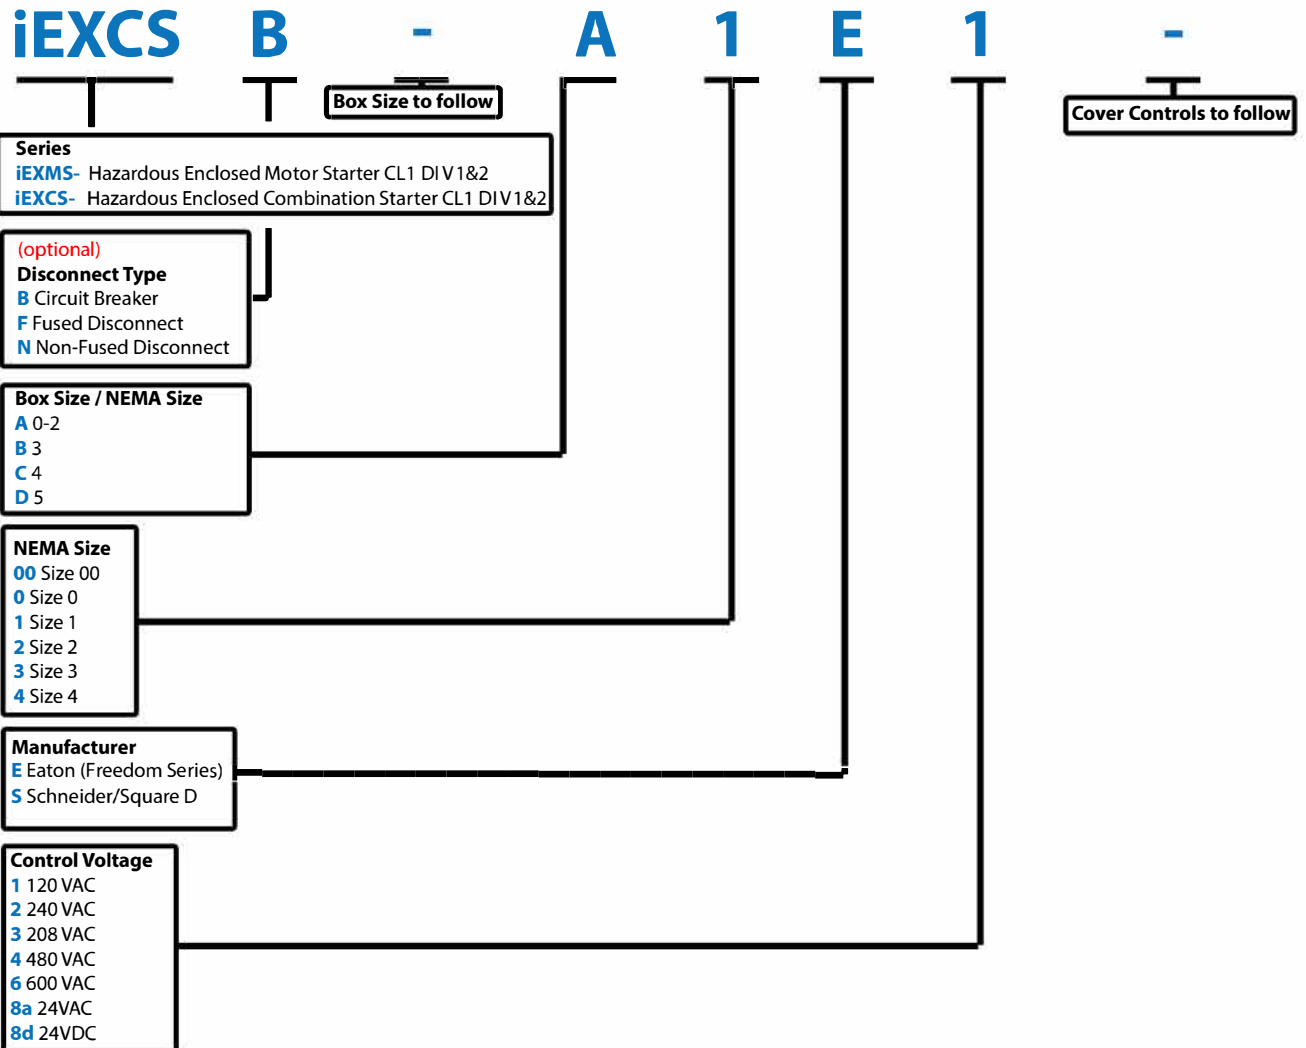 iEXCS B - A 1 E 1 -
Box Size to follow
Cover Controls to follow
Series
iEXMS- Hazardous Enclosed Motor Starter CL1 DIV1&2
iEXCS- Hazardous Enclosed Combination Starter CL1 DIV1&2
(optional)
Disconnect Type
B Circuit Breaker
F Fused Disconnect
N Non-Fused Disconnect
Box Size / NEMA Size
A 0-2
B 3
C 4
D 5
NEMA Size
00 Size 00
0 Size 0
1 Size 1
2 Size 2
3 Size 3
4 Size 4
Manufacturer
E Eaton (Freedom Series)
S Schneider/Square D
Control Voltage
1 120 VAC
2 240 VAC
3 208 VAC
4 480 VAC
6 600 VAC
8a 24VAC
8d 24VDC